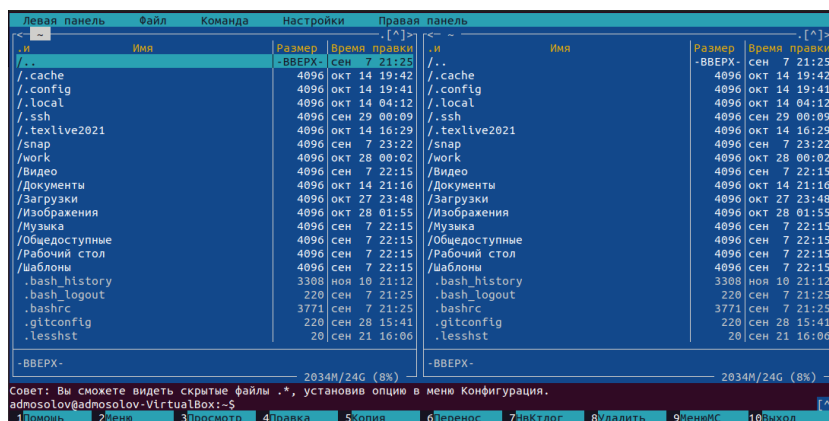 Левая панель Файл Команда Настройки Правая панель
<─ ~ .[^]> <─ ~ .[^]>
.и Имя Размер Время правки .и Имя Размер Время правки
/.. -ВВЕРХ- сен 7 21:25 /.. -ВВЕРХ- сен 7 21:25
/.cache 4096 окт 14 19:42 /.cache 4096 окт 14 19:42
/.config 4096 окт 14 19:41 /.config 4096 окт 14 19:41
/.local 4096 окт 14 04:12 /.local 4096 окт 14 04:12
/.ssh 4096 сен 29 00:09 /.ssh 4096 сен 29 00:09
/.texlive2021 4096 окт 14 16:29 /.texlive2021 4096 окт 14 16:29
/snap 4096 сен 7 23:22 /snap 4096 сен 7 23:22
/work 4096 окт 28 00:02 /work 4096 окт 28 00:02
/Видео 4096 сен 7 22:15 /Видео 4096 сен 7 22:15
/Документы 4096 окт 14 21:16 /Документы 4096 окт 14 21:16
/Загрузки 4096 окт 27 23:48 /Загрузки 4096 окт 27 23:48
/Изображения 4096 окт 28 01:55 /Изображения 4096 окт 28 01:55
/Музыка 4096 сен 7 22:15 /Музыка 4096 сен 7 22:15
/Общедоступные 4096 сен 7 22:15 /Общедоступные 4096 сен 7 22:15
/Рабочий стол 4096 сен 7 22:15 /Рабочий стол 4096 сен 7 22:15
/Шаблоны 4096 сен 7 22:15 /Шаблоны 4096 сен 7 22:15
.bash_history 3308 ноя 10 21:12 .bash_history 3308 ноя 10 21:12
.bash_logout 220 сен 7 21:25 .bash_logout 220 сен 7 21:25
.bashrc 3771 сен 7 21:25 .bashrc 3771 сен 7 21:25
.gitconfig 220 сен 28 15:41 .gitconfig 220 сен 28 15:41
.lesshst 20 сен 21 16:06 .lesshst 20 сен 21 16:06
-ВВЕРХ- -ВВЕРХ-
2034M/24G (8%) 2034M/24G (8%)
Совет: Вы сможете видеть скрытые файлы .*, установив опцию в меню Конфигурация.
admosolov@admosolov-VirtualBox:~$ [^
1Помощь 2Меню 3Просмотр 4Правка 5Копия 6Перенос 7НвКтлог 8Удалить 9МенюМС 10Выход